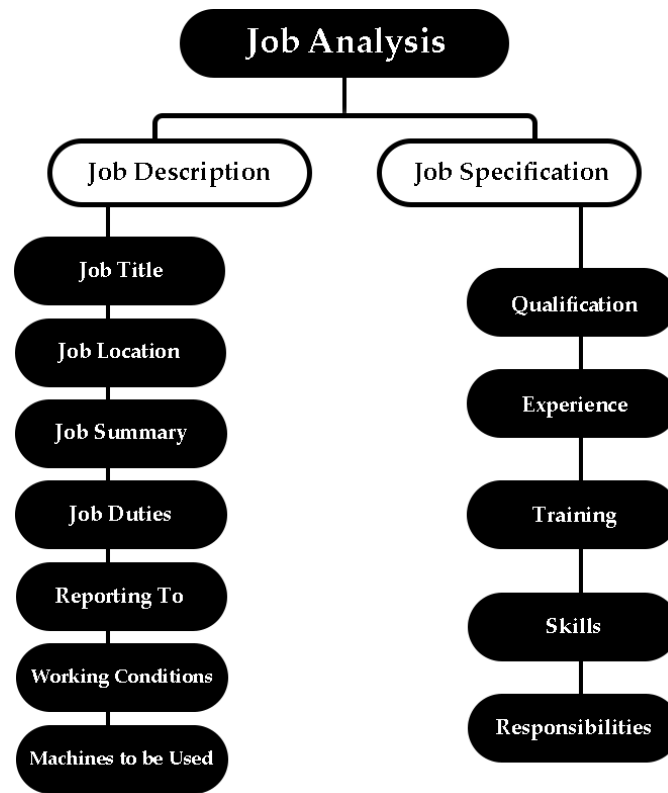 Job Analysis
Job Description
Job Title
Job Location
Job Summary
Job Duties
Reporting To
Working Conditions
Machines to be Used
Job Specification
Qualification
Experience
Training
Skills
Responsibilities